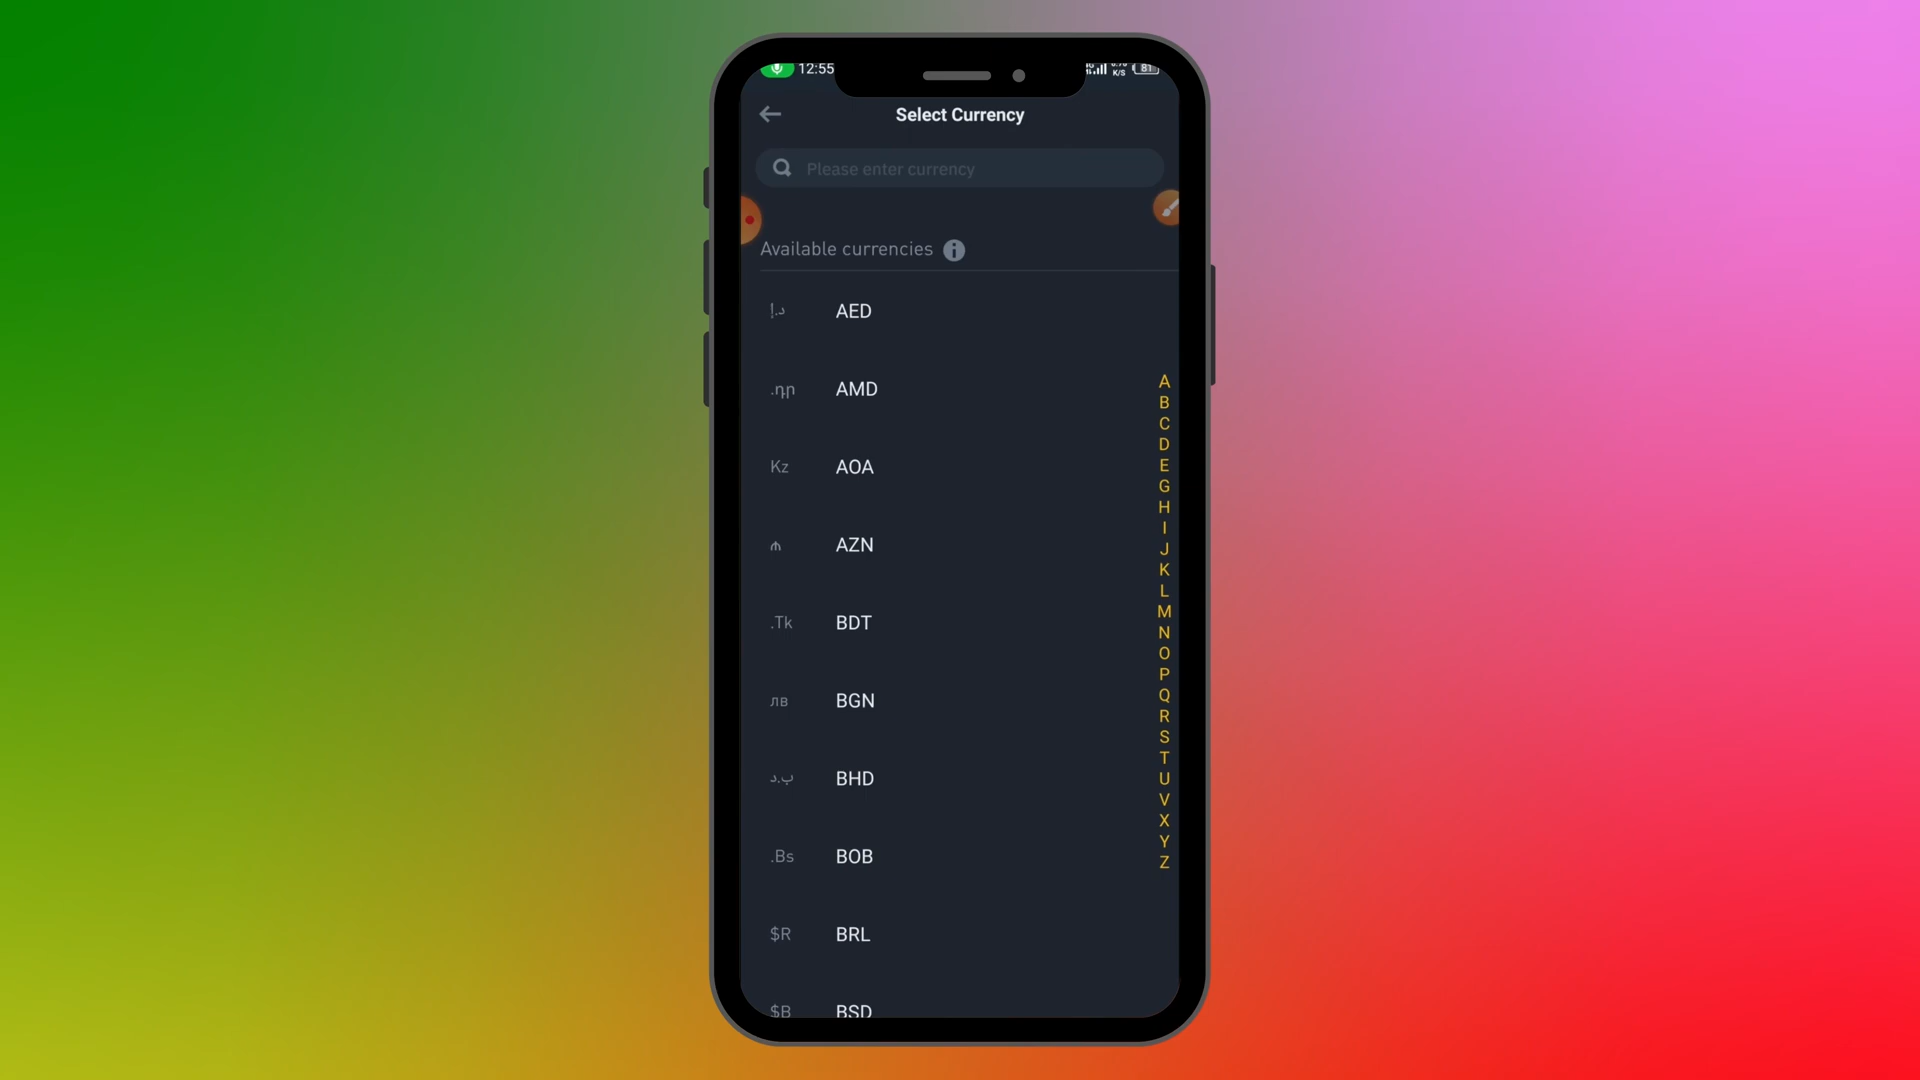 12:55
K/S
81
Select Currency
Please enter currency
Available currencies
د.إ AED
.դր AMD
Kz AOA
₼ AZN
.Tk BDT
лв BGN
د.ب BHD
.Bs BOB
$R BRL
$B BSD
A
B
C
D
E
G
H
I
J
K
L
M
N
O
P
Q
R
S
T
U
V
X
Y
Z